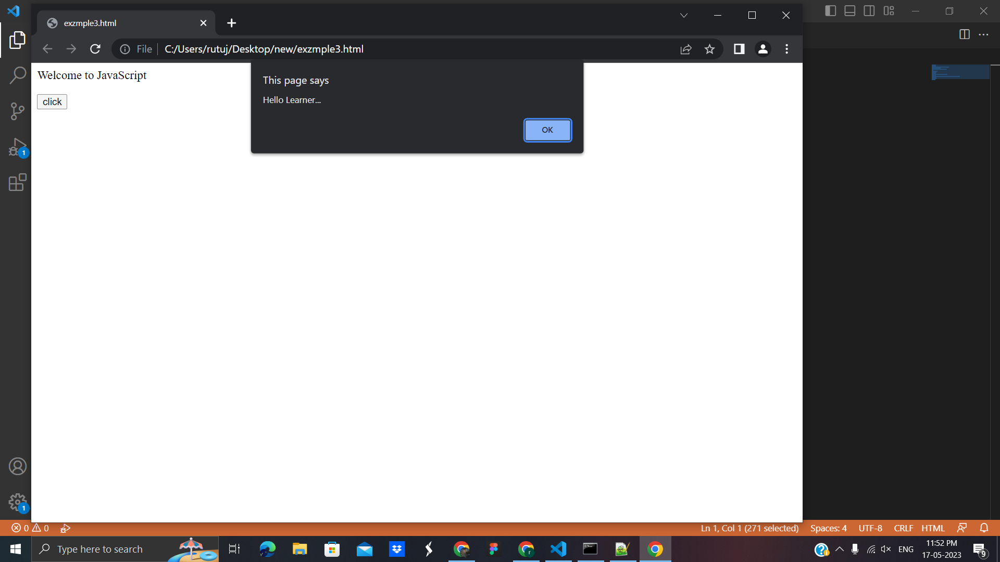 exzmple3.html
File
C:/Users/rutuj/Desktop/new/exzmple3.html
Welcome to JavaScript
click
This page says
Hello Learner...
OK
1
1
0 0
Ln 1, Col 1 (271 selected) Spaces: 4 UTF-8 CRLF HTML
Type here to search
ENG
11:52 PM
17-05-2023
9